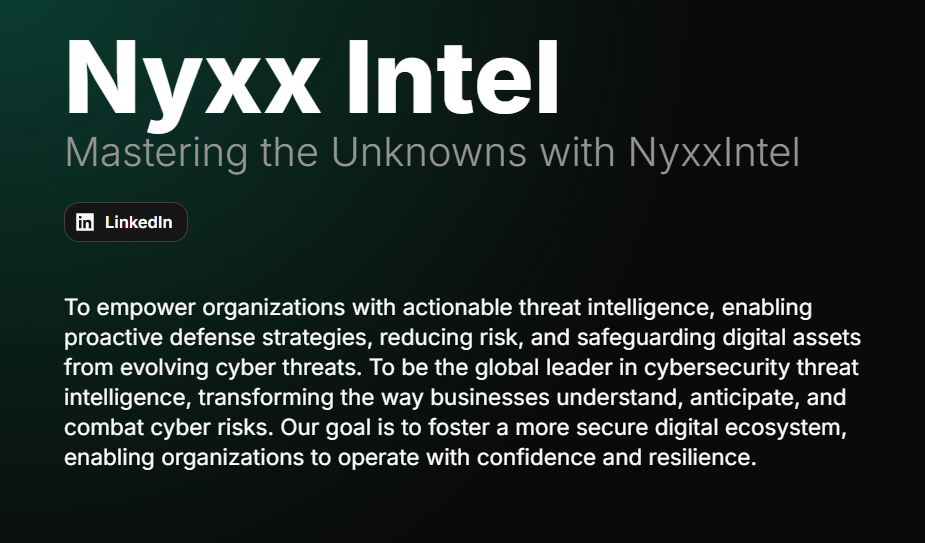 Nyxx Intel
Mastering the Unknowns with NyxxIntel
in LinkedIn
To empower organizations with actionable threat intelligence, enabling
proactive defense strategies, reducing risk, and safeguarding digital assets
from evolving cyber threats. To be the global leader in cybersecurity threat
intelligence, transforming the way businesses understand, anticipate, and
combat cyber risks. Our goal is to foster a more secure digital ecosystem,
enabling organizations to operate with confidence and resilience.